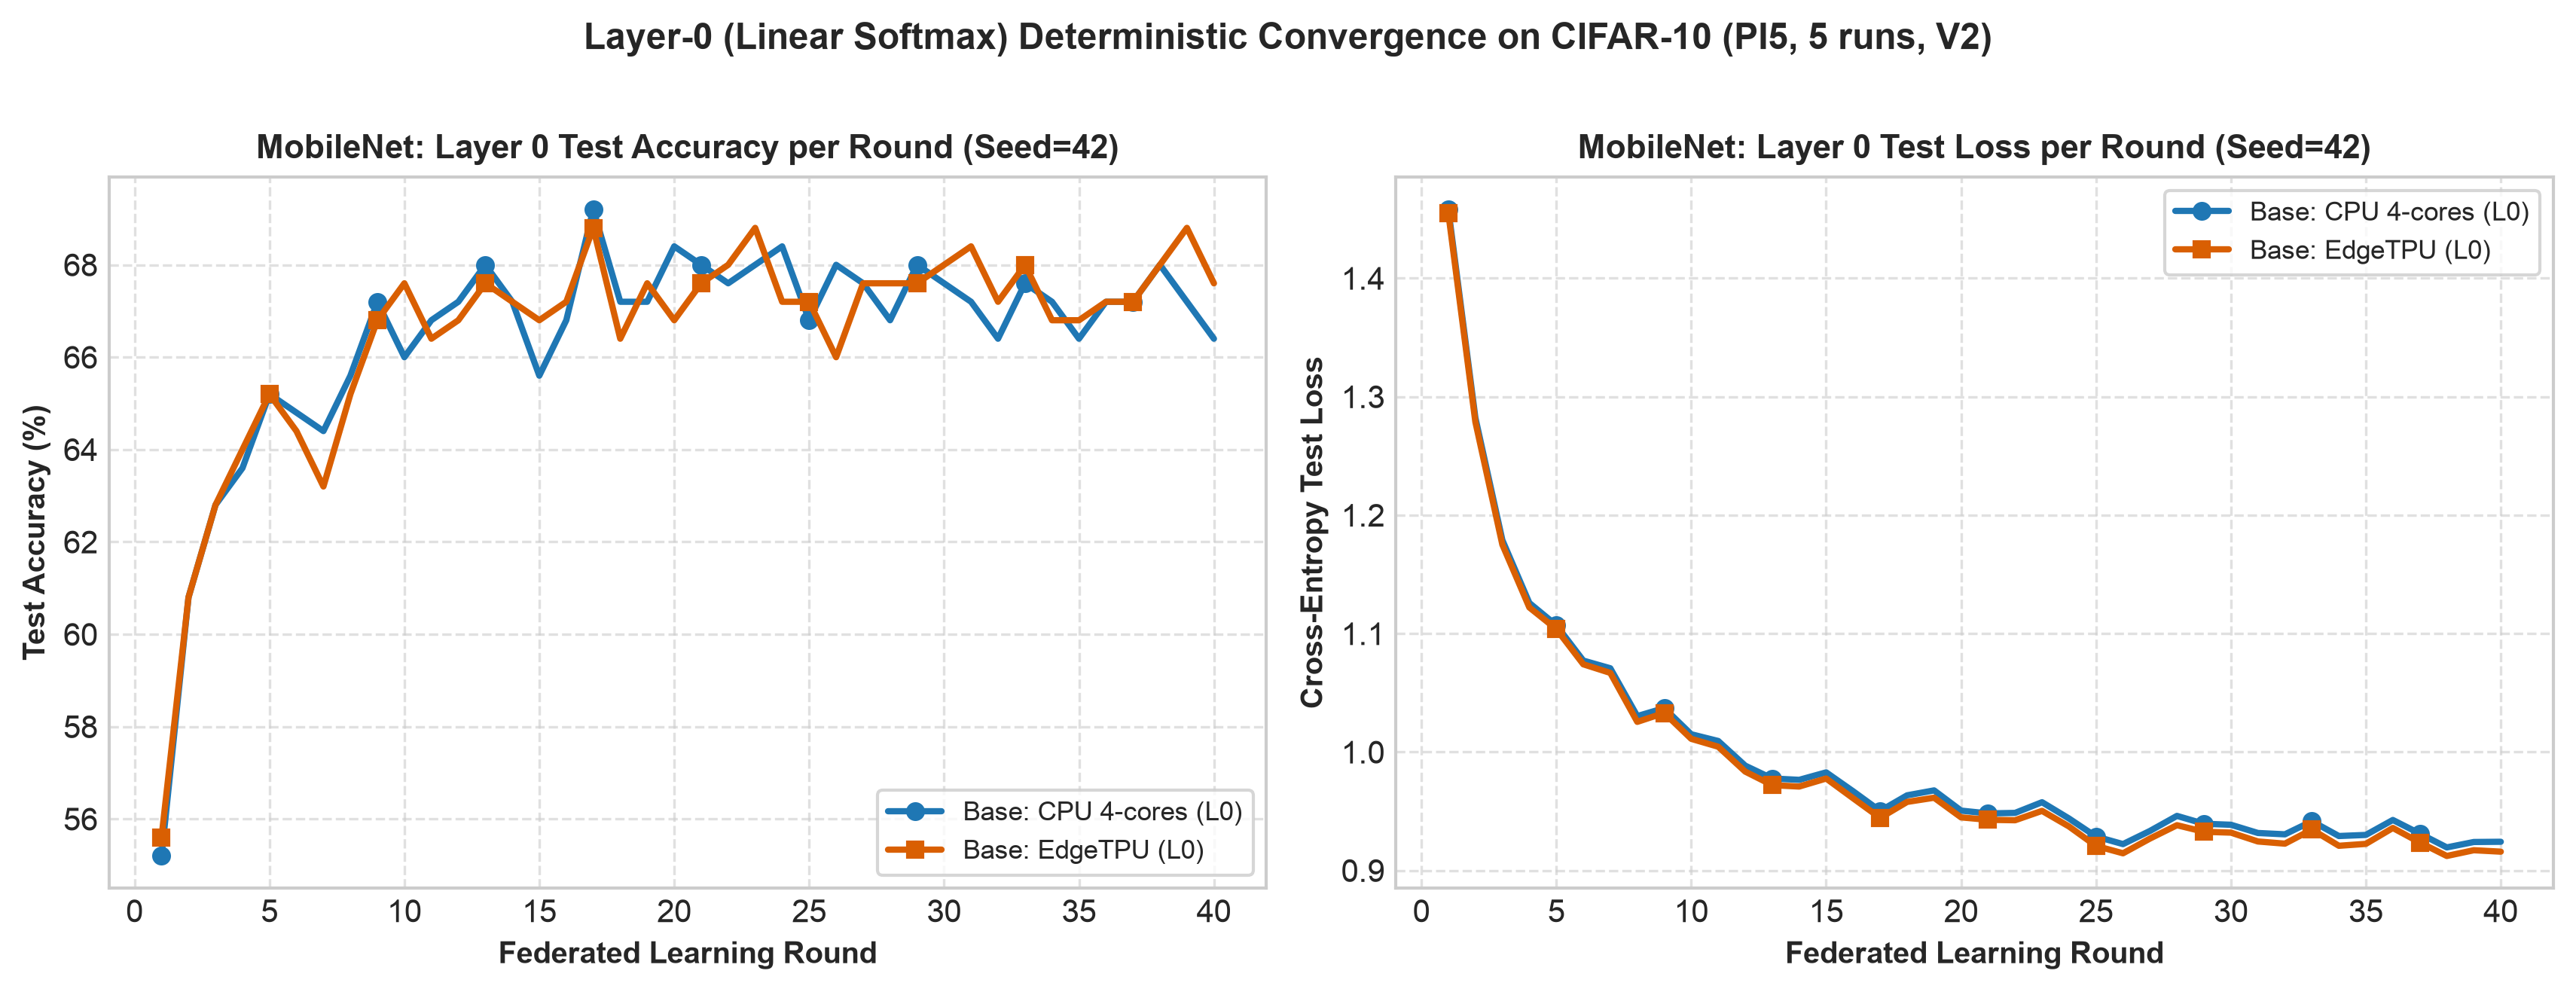 Layer-0 (Linear Softmax) Deterministic Convergence on CIFAR-10 (PI5, 5 runs, V2)
MobileNet: Layer 0 Test Accuracy per Round (Seed=42)
Test Accuracy (%)
68
66
64
62
60
58
56
0 5 10 15 20 25 30 35 40
Federated Learning Round
Base: CPU 4-cores (L0)
Base: EdgeTPU (L0)
MobileNet: Layer 0 Test Loss per Round (Seed=42)
Cross-Entropy Test Loss
1.4
1.3
1.2
1.1
1.0
0.9
0 5 10 15 20 25 30 35 40
Federated Learning Round
Base: CPU 4-cores (L0)
Base: EdgeTPU (L0)